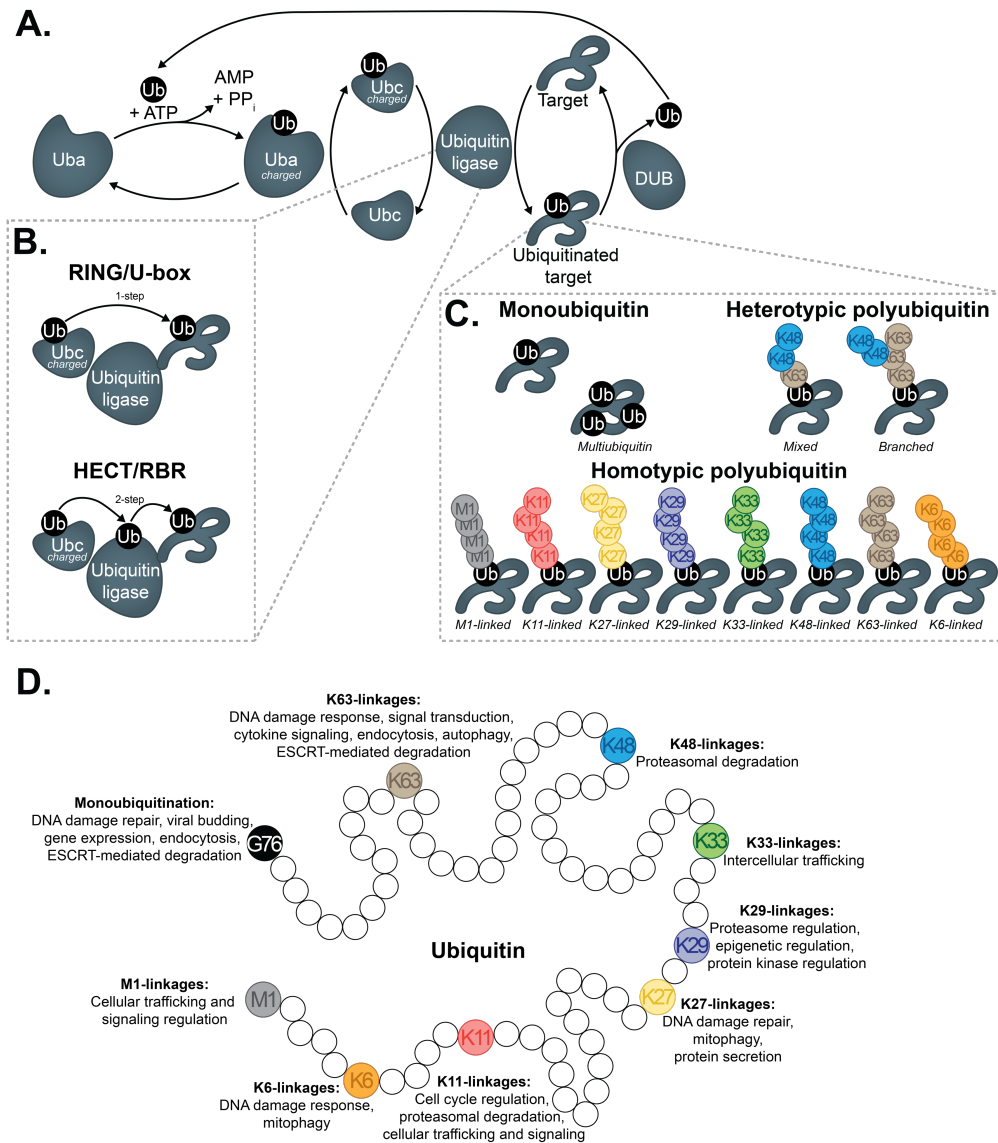 A.
Ub
+ ATP
AMP
+ PPi
Uba
Ub
Uba
charged
Ub
Ubc
charged
Ubc
Ubiquitin
ligase
Target
Ub
Ubiquitinated
target
Ub
DUB
B.
RING/U-box
1-step
Ub
Ubc
charged
Ubiquitin
ligase
Ub
HECT/RBR
2-step
Ub
Ubc
charged
Ub
Ubiquitin
ligase
Ub
C.
Monoubiquitin
Ub
Ub
Ub
Ub
Multiubiquitin
Heterotypic polyubiquitin
K48
K48
K63
Ub
Mixed
K48
K48
K63
K63
K63
Ub
Branched
Homotypic polyubiquitin
M1
M1
M1
M1
Ub
M1-linked
K11
K11
K11
K11
Ub
K11-linked
K27
K27
K27
K27
Ub
K27-linked
K29
K29
K29
K29
Ub
K29-linked
K33
K33
K33
K33
Ub
K33-linked
K48
K48
K48
K48
Ub
K48-linked
K63
K63
K63
K63
Ub
K63-linked
K6
K6
K6
K6
Ub
K6-linked
D.
K63-linkages:
DNA damage response, signal transduction,
cytokine signaling, endocytosis, autophagy,
ESCRT-mediated degradation
K63
K48
K48-linkages:
Proteasomal degradation
Monoubiquitination:
DNA damage repair, viral budding,
gene expression, endocytosis,
ESCRT-mediated degradation
G76
K33
K33-linkages:
Intercellular trafficking
K29-linkages:
Proteasome regulation,
epigenetic regulation,
protein kinase regulation
K29
Ubiquitin
M1-linkages:
Cellular trafficking and
signaling regulation
M1
K27
K27-linkages:
DNA damage repair,
mitophagy,
protein secretion
K11
K6
K6-linkages:
DNA damage response,
mitophagy
K11-linkages:
Cell cycle regulation,
proteasomal degradation,
cellular trafficking and signaling